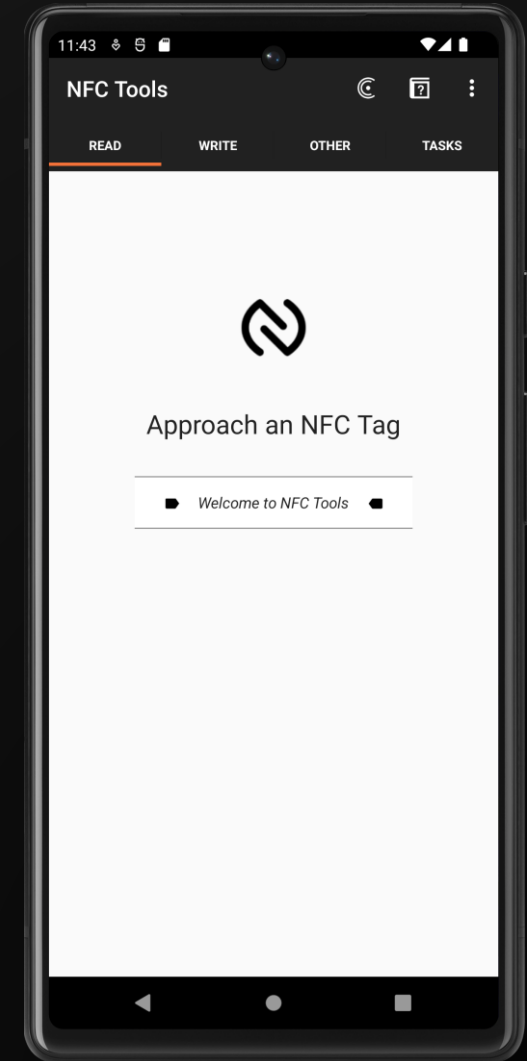 11:43
NFC Tools
READ WRITE OTHER TASKS
Approach an NFC Tag
Welcome to NFC Tools